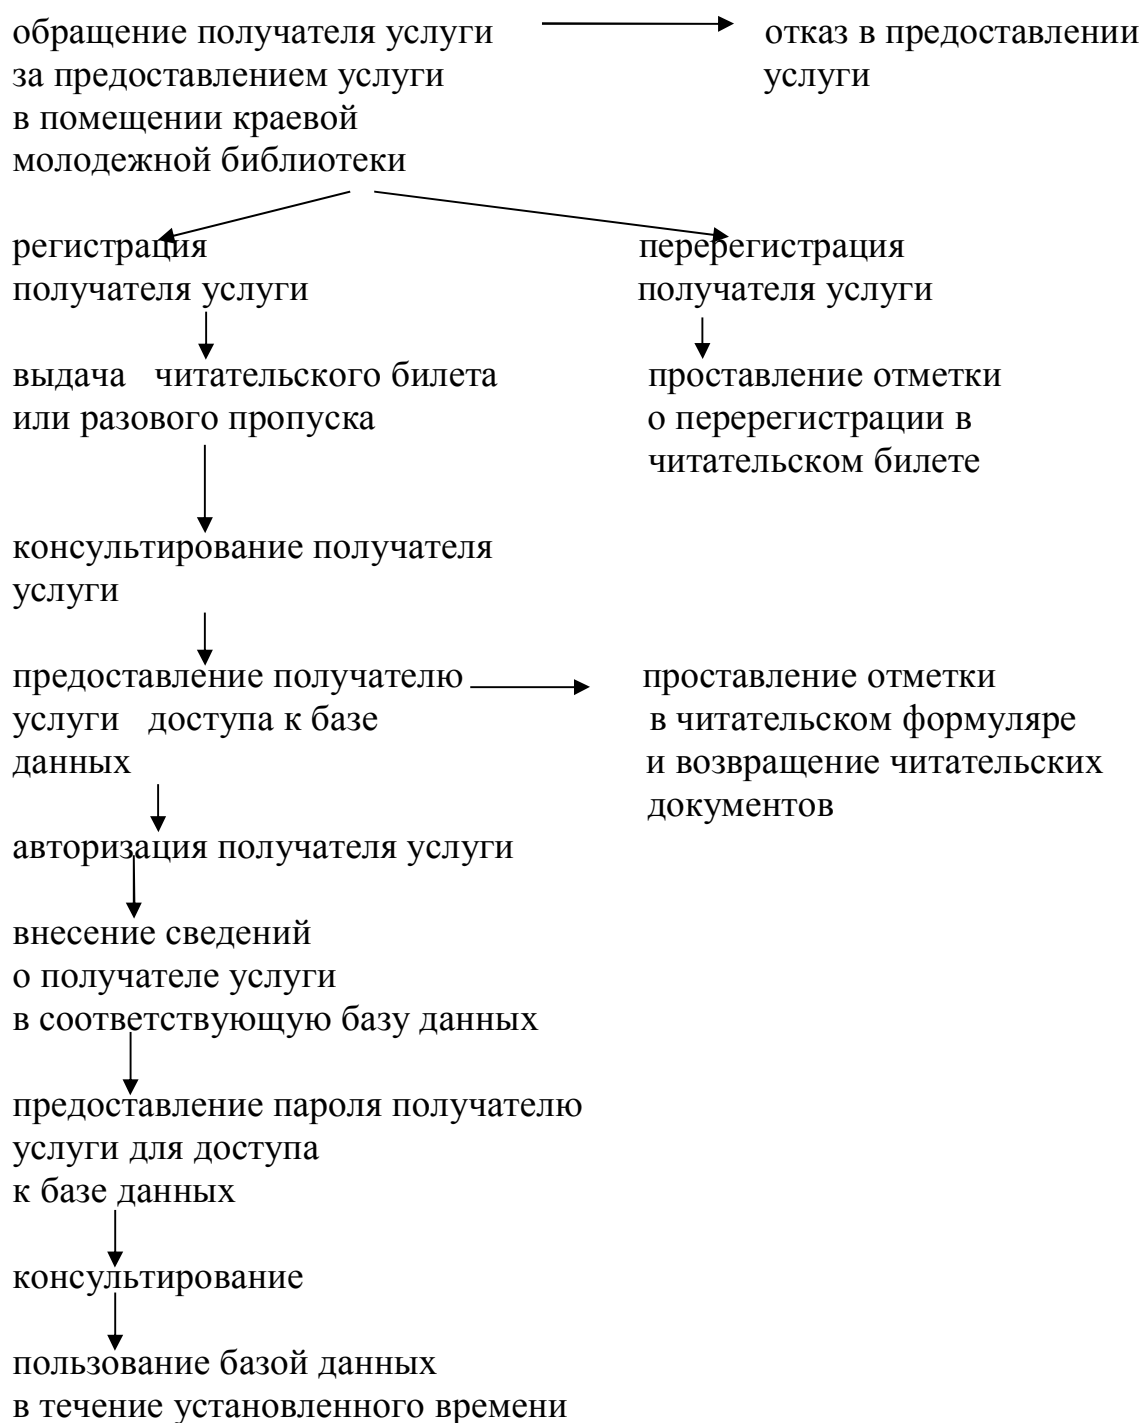 обращение получателя услуги
за предоставлением услуги
в помещении краевой
молодежной библиотеки
отказ в предоставлении
услуги
регистрация
получателя услуги
перерегистрация
получателя услуги
выдача читательского билета
или разового пропуска
проставление отметки
о перерегистрации в
читательском билете
консультирование получателя
услуги
предоставление получателю
услуги доступа к базе
данных
проставление отметки
в читательском формуляре
и возвращение читательских
документов
авторизация получателя услуги
внесение сведений
о получателе услуги
в соответствующую базу данных
предоставление пароля получателю
услуги для доступа
к базе данных
консультирование
пользование базой данных
в течение установленного времени